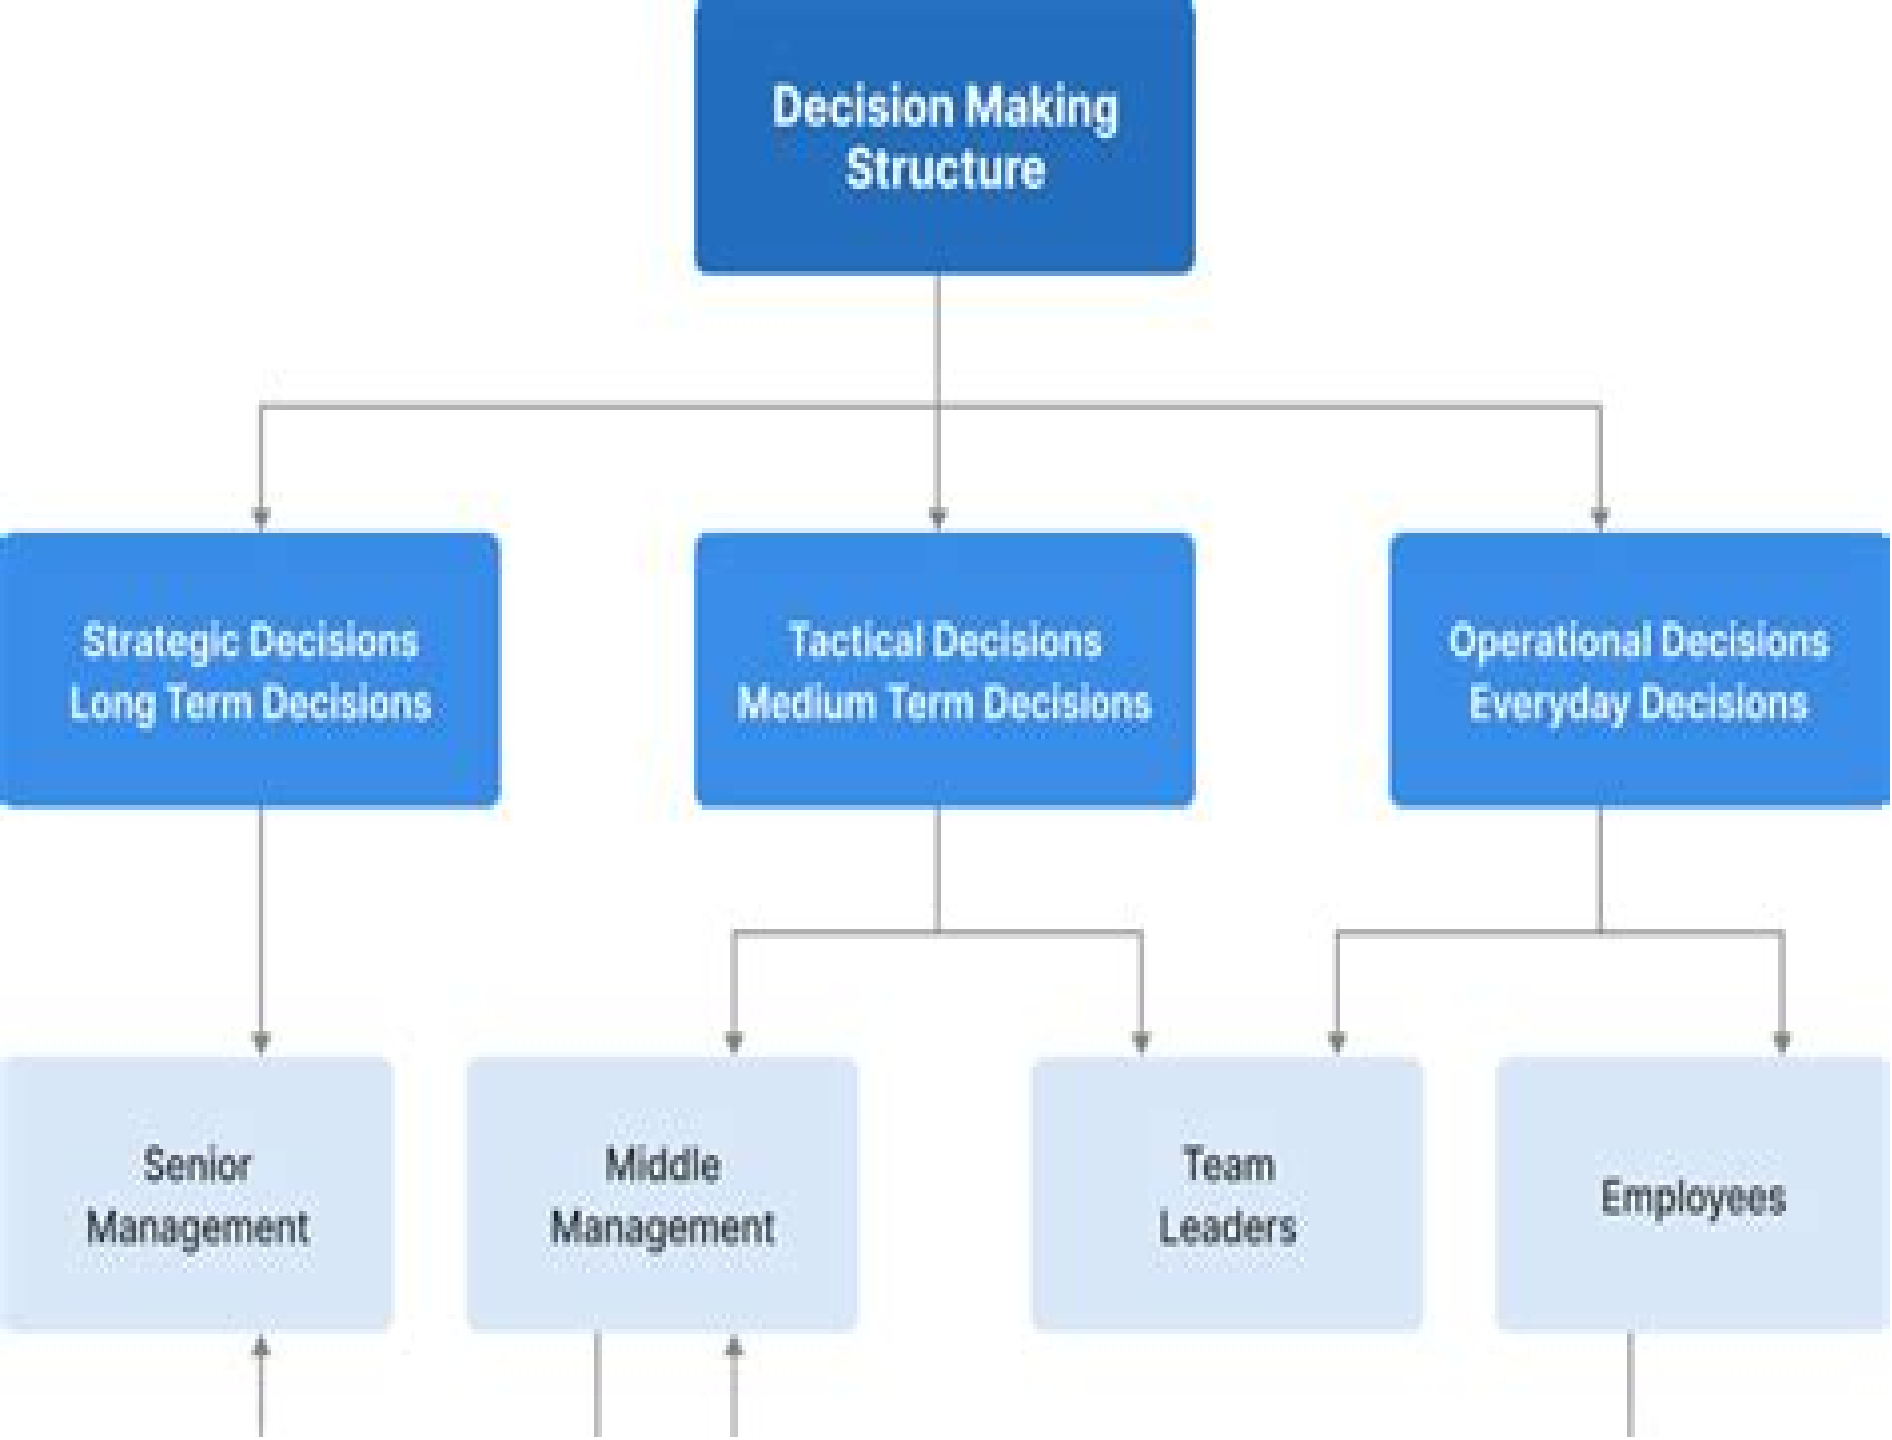 Decision Making
Structure
Strategic Decisions
Long Term Decisions
Tactical Decisions
Medium Term Decisions
Operational Decisions
Everyday Decisions
Senior
Management
Middle
Management
Team
Leaders
Employees